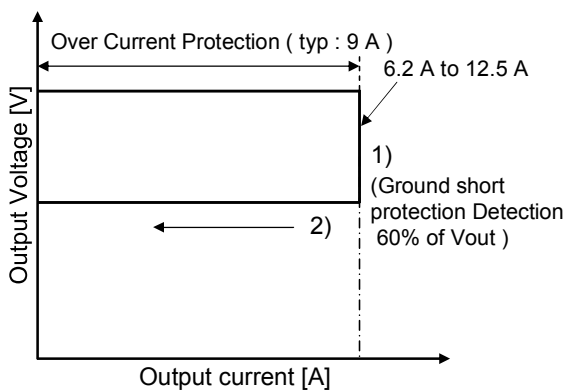 Over Current Protection ( typ : 9 A )
6.2 A to 12.5 A
1)
(Ground short
protection Detection
60% of Vout )
2)
Output Voltage [V]
Output current [A]